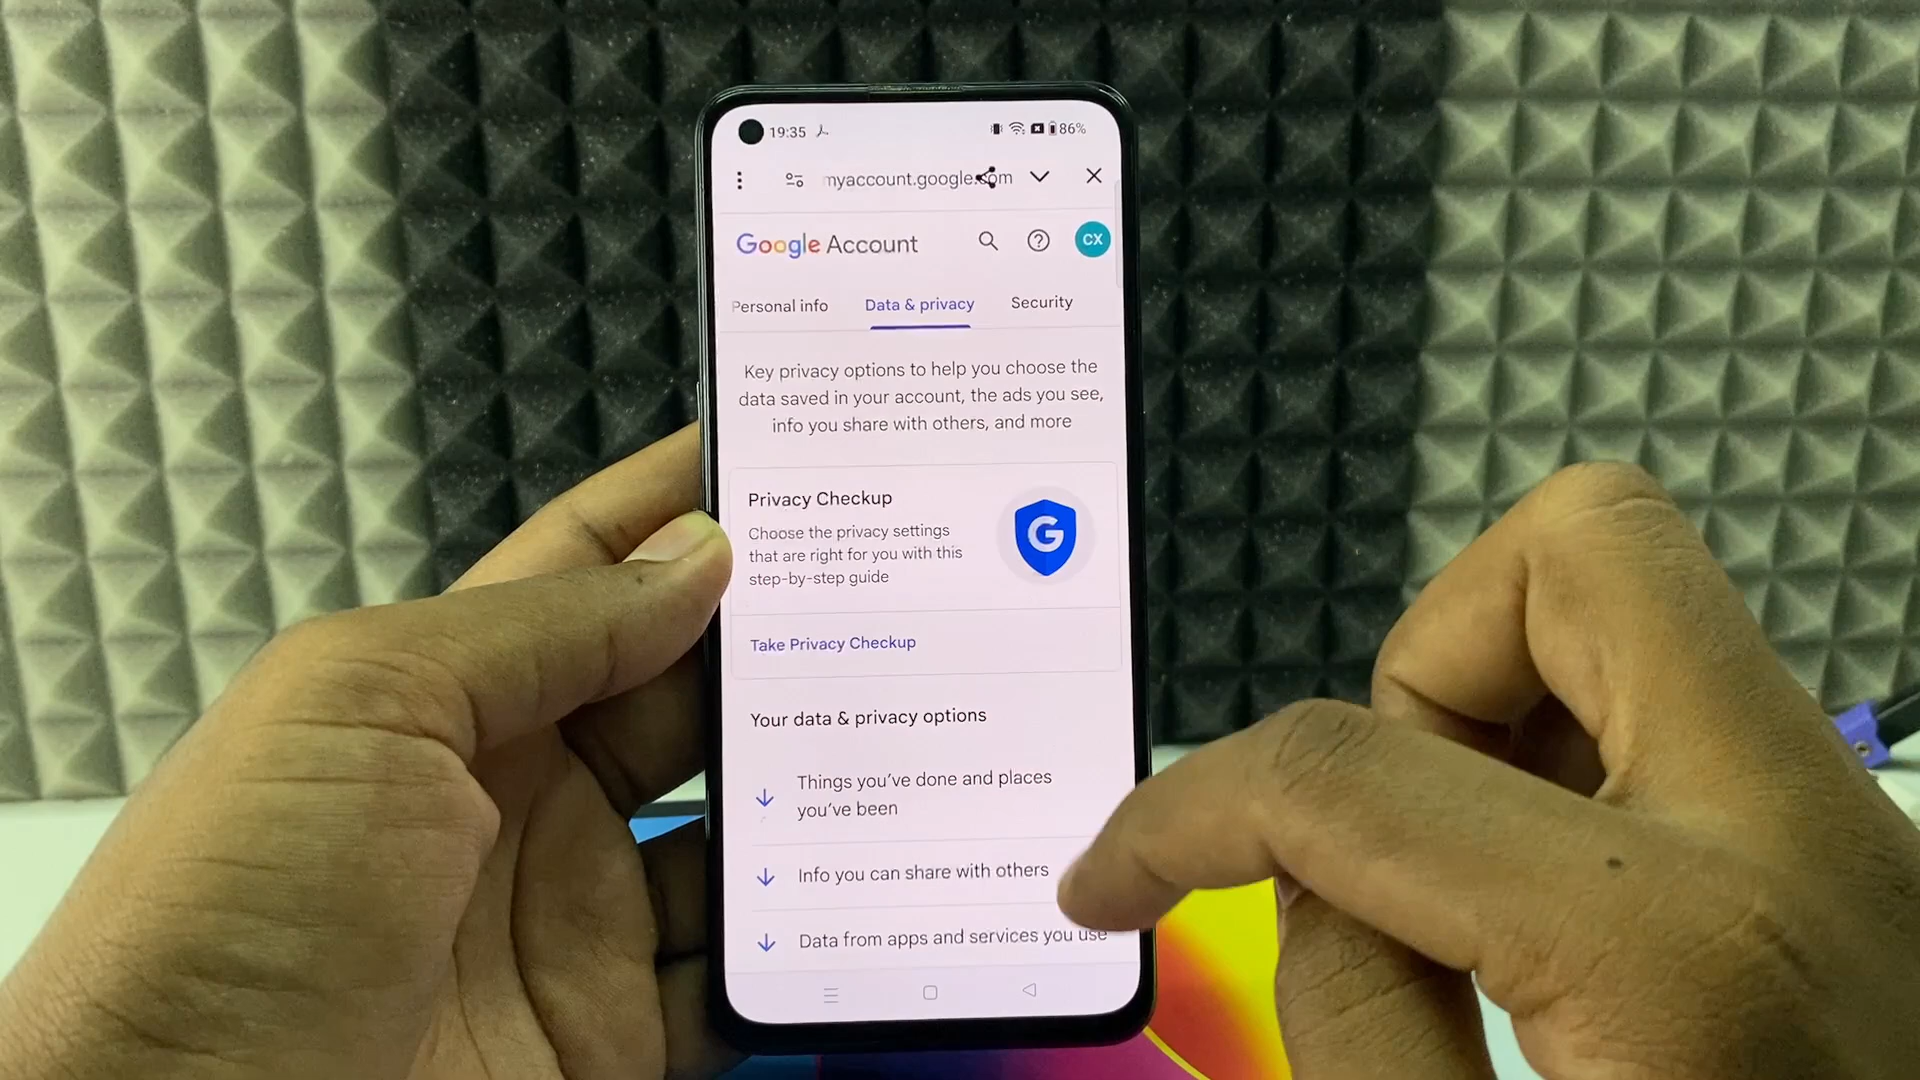 19:35 86%
myaccount.google.com
Google Account CX
Personal info Data & privacy Security
Key privacy options to help you choose the
data saved in your account, the ads you see,
info you share with others, and more
Privacy Checkup
Choose the privacy settings
that are right for you with this
step-by-step guide
G
Take Privacy Checkup
Your data & privacy options
Things you've done and places
you've been
Info you can share with others
Data from apps and services you use